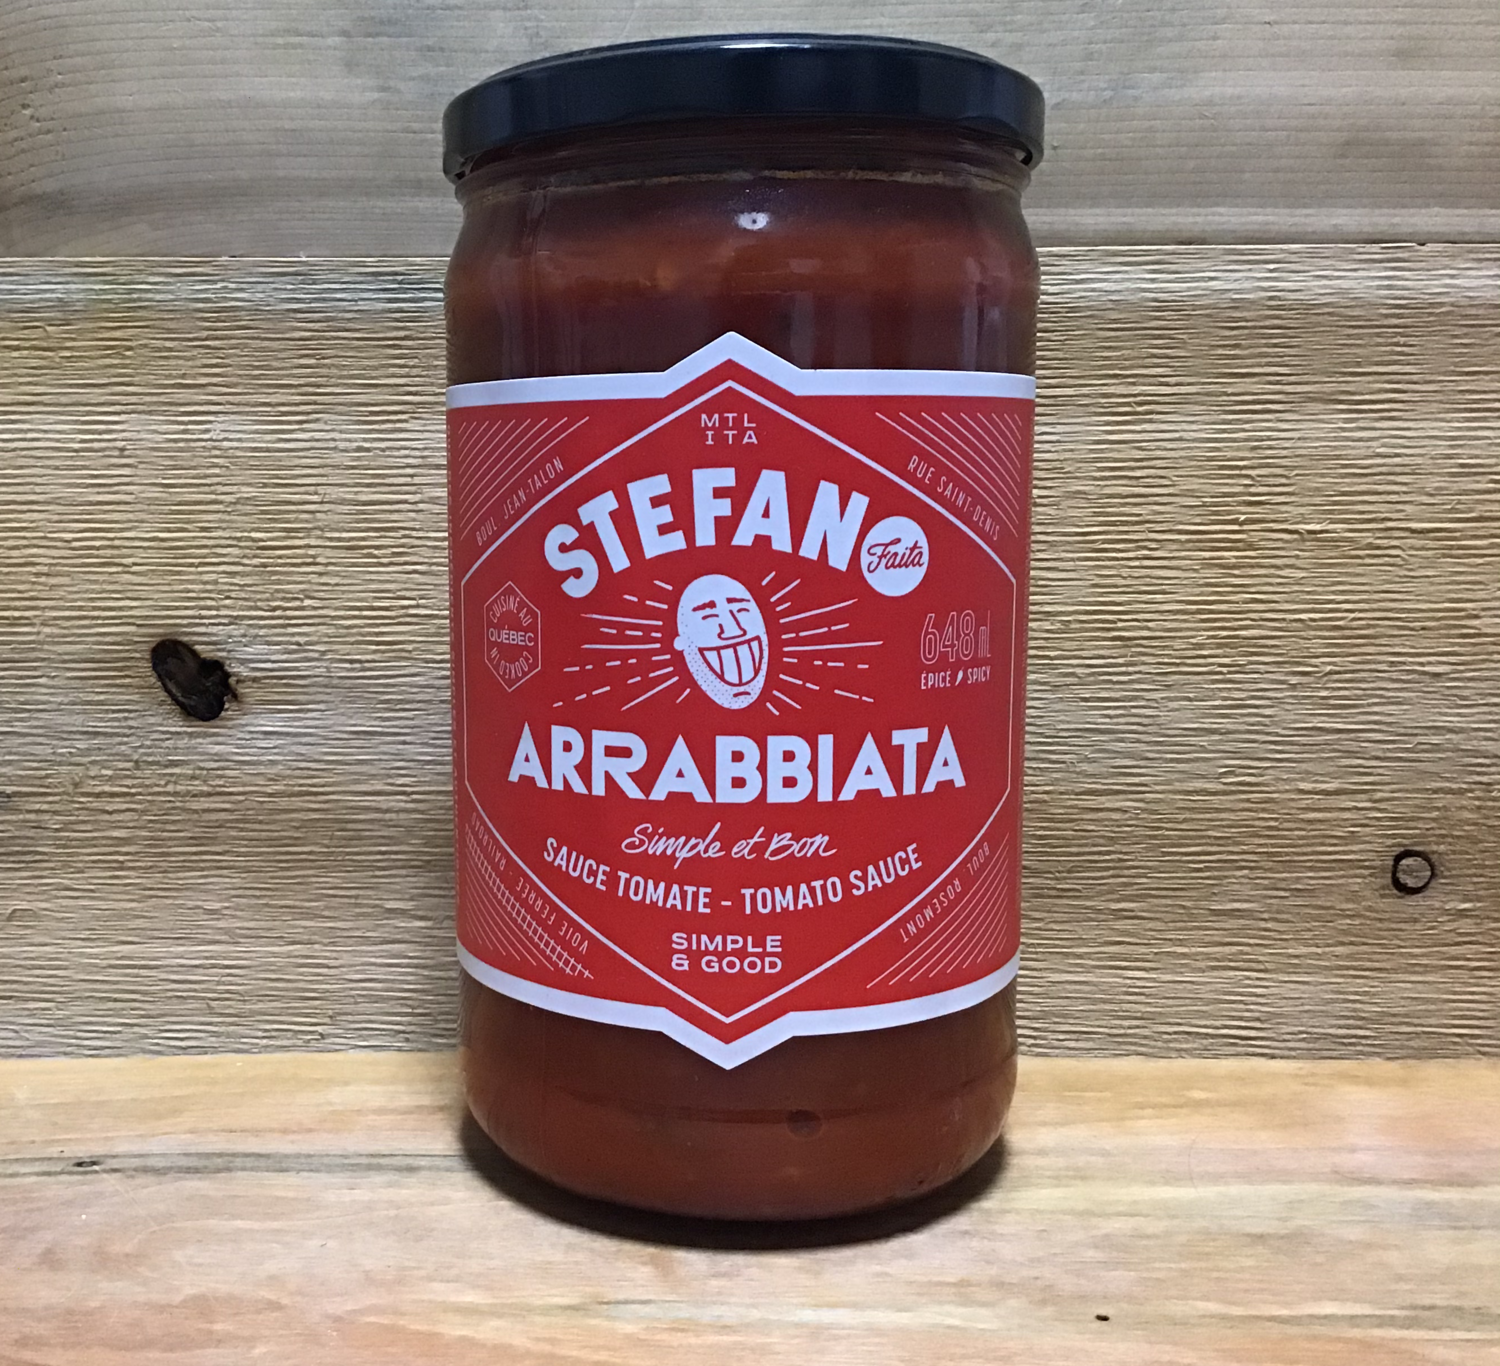 MTL
ITA
BOUL. JEAN-TALON
RUE SAINT-DENIS
STEFANO
Faita
CUISINÉ AU
QUÉBEC
COOKED IN
648 ml
ÉPICÉ SPICY
ARRABBIATA
Simple et Bon
SAUCE TOMATE - TOMATO SAUCE
SIMPLE
& GOOD
VOIE FERRÉE - RAILROAD
BOUL. ROSEMONT